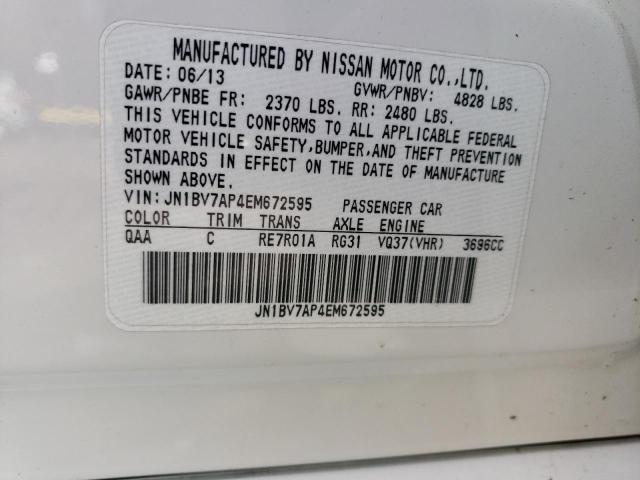 MANUFACTURED BY NISSAN MOTOR CO.,LTD.
DATE: 06/13 GVWR/PNBV: 4828 LBS.
GAWR/PNBE FR: 2370 LBS. RR: 2480 LBS.
THIS VEHICLE CONFORMS TO ALL APPLICABLE FEDERAL
MOTOR VEHICLE SAFETY,BUMPER,AND THEFT PREVENTION
STANDARDS IN EFFECT ON THE DATE OF MANUFACTURE
SHOWN ABOVE.
VIN:JN1BV7AP4EM672595 PASSENGER CAR
COLOR TRIM TRANS AXLE ENGINE
QAA C RE7R01A RG31 VQ37(VHR) 3696CC
JN1BV7AP4EM672595